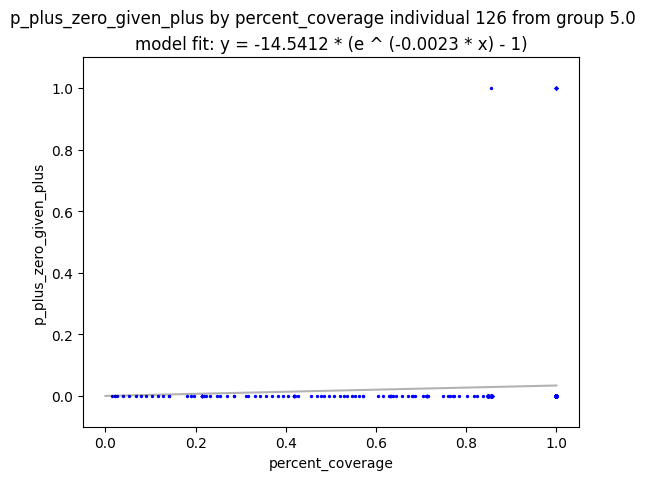 p_plus_zero_given_plus by percent_coverage individual 126 from group 5.0
model fit: y = -14.5412 * (e ^ (-0.0023 * x) - 1)
1.0
0.8
0.6
0.4
0.2
0.0
p_plus_zero_given_plus
0.0 0.2 0.4 0.6 0.8 1.0
percent_coverage